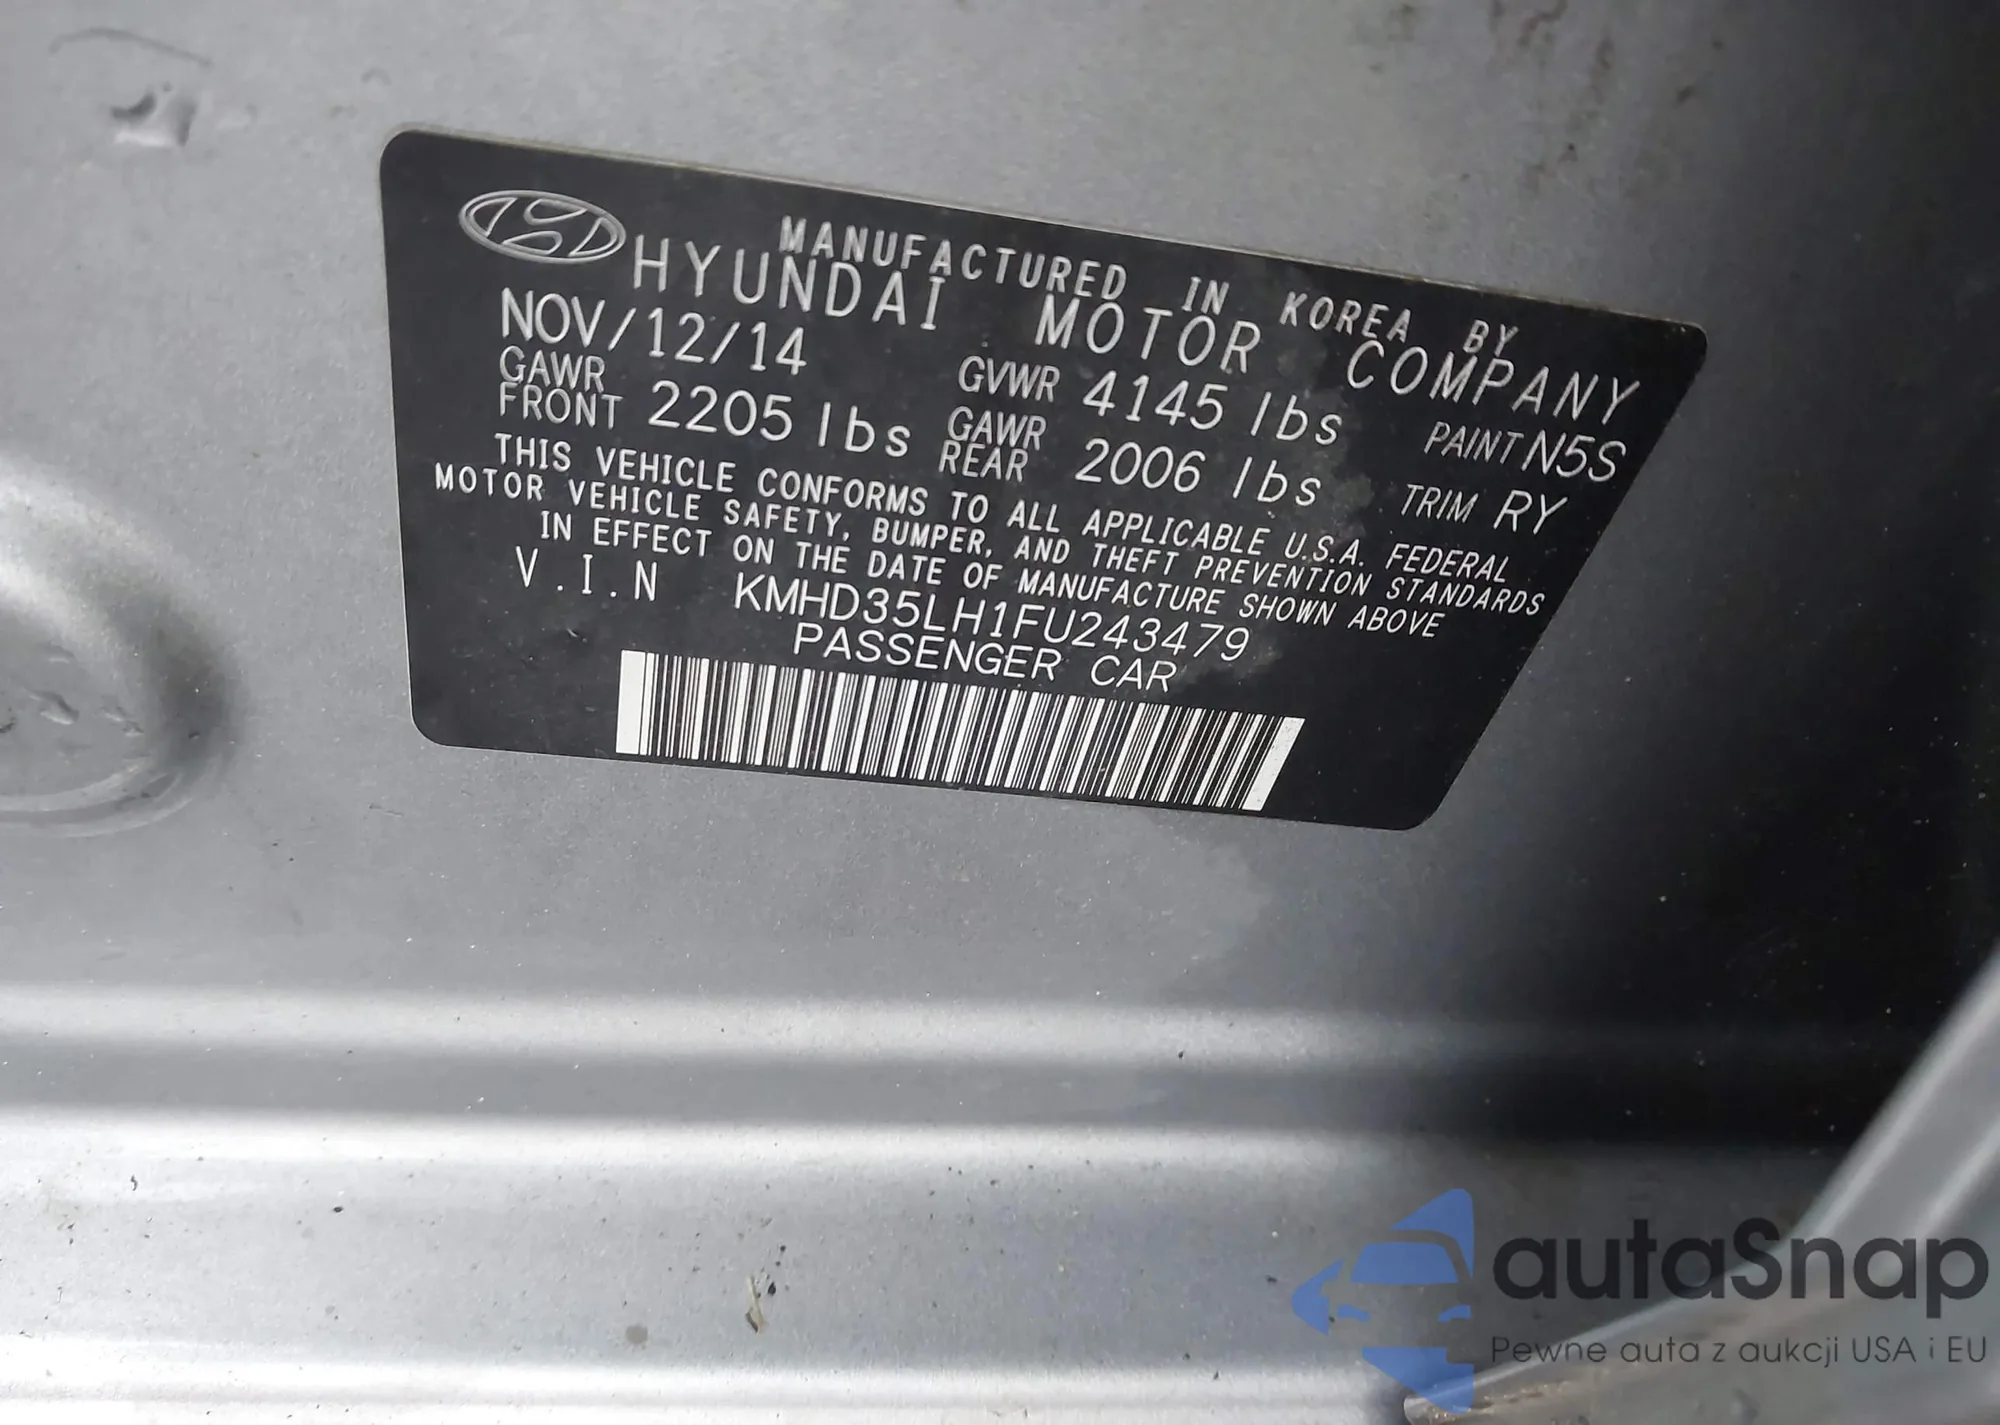 MANUFACTURED IN KOREA BY
HYUNDAI MOTOR COMPANY
NOV/12/14 GVWR 4145 lbs PAINT N5S
GAWR FRONT 2205 lbs GAWR REAR 2006 lbs TRIM RY
THIS VEHICLE CONFORMS TO ALL APPLICABLE U.S.A. FEDERAL
MOTOR VEHICLE SAFETY, BUMPER, AND THEFT PREVENTION STANDARDS
IN EFFECT ON THE DATE OF MANUFACTURE SHOWN ABOVE
V.I.N KMHD35LH1FU243479
PASSENGER CAR
autaSnap
Pewne auta z aukcji USA i EU